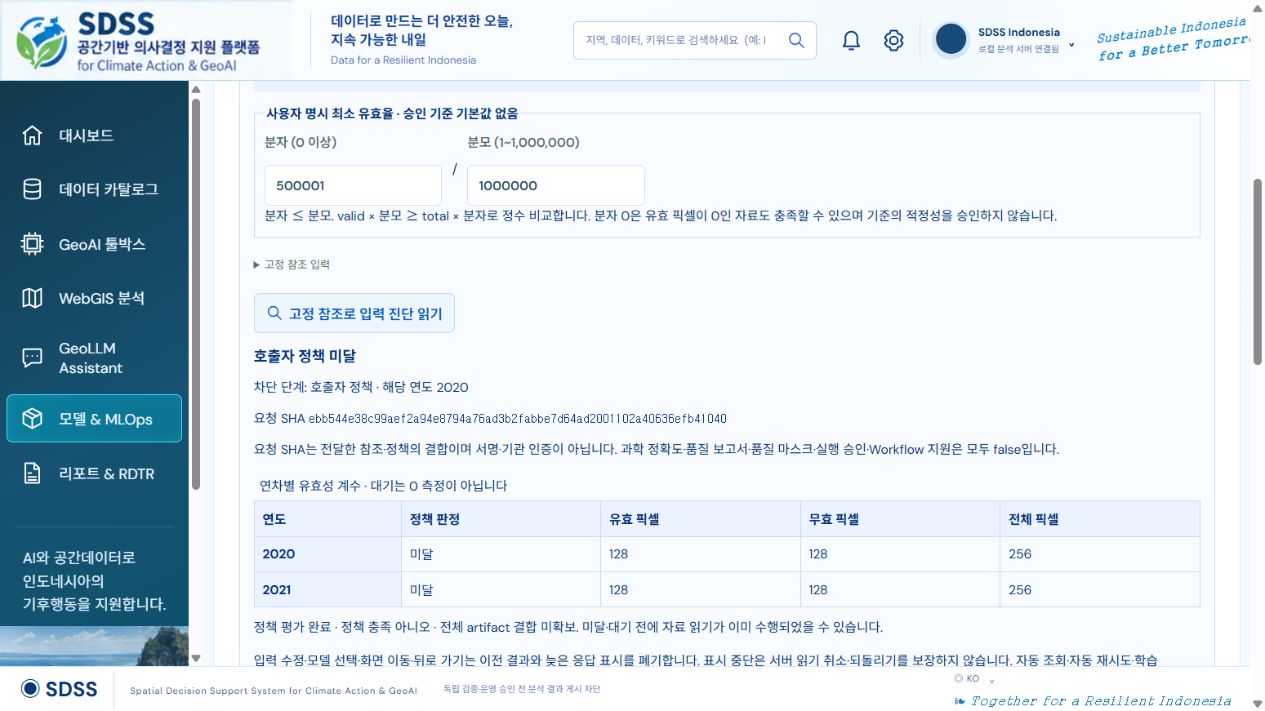 SDSS
공간기반 의사결정 지원 플랫폼
for Climate Action & GeoAI
데이터로 만드는 더 안전한 오늘,
지속 가능한 내일
Data for a Resilient Indonesia
지역, 데이터, 키워드로 검색하세요 (예:
SDSS Indonesia
로컬 분석 서버 연결됨
Sustainable Indonesia
for a Better Tomorr
대시보드
데이터 카탈로그
GeoAI 툴박스
WebGIS 분석
GeoLLM
Assistant
모델 & MLOps
리포트 & RDTR
AI와 공간데이터로
인도네시아의
기후행동을 지원합니다.
사용자 명시 최소 유효율 · 승인 기준 기본값 없음
분자 (0 이상)
분모 (1~1,000,000)
500001 / 1000000
분자 ≤ 분모. valid × 분모 ≥ total × 분자로 정수 비교합니다. 분자 0은 유효 픽셀이 0인 자료도 충족할 수 있으며 기준의 적정성을 승인하지 않습니다.
▶ 고정 참조 입력
고정 참조로 입력 진단 읽기
호출자 정책 미달
차단 단계: 호출자 정책 · 해당 연도 2020
요청 SHA ebb544e38c99aef2a94e8794a76ad3b2fabbe7d64ad2001102a40636efb41040
요청 SHA는 전달한 참조·정책의 결합이며 서명·기관 인증이 아닙니다. 과학 정확도·품질 보고서·품질 마스크·실행 승인·Workflow 지원은 모두 false입니다.
연차별 유효성 계수 · 대기는 0 측정이 아닙니다
연도 정책 판정 유효 픽셀 무효 픽셀 전체 픽셀
2020 미달 128 128 256
2021 미달 128 128 256
정책 평가 완료 · 정책 충족 아니오 · 전체 artifact 결합 미확보. 미달·대기 전에 자료 읽기가 이미 수행되었을 수 있습니다.
입력 수정·모델 선택·화면 이동·뒤로 가기는 이전 결과와 늦은 응답 표시를 폐기합니다. 표시 중단은 서버 읽기 취소·되돌리기를 보장하지 않습니다. 자동 조회·자동 재시도·학습
SDSS
Spatial Decision Support System for Climate Action & GeoAI
독립 검증·운영 승인 전 분석 결과 게시 차단
KO
Together for a Resilient Indonesia